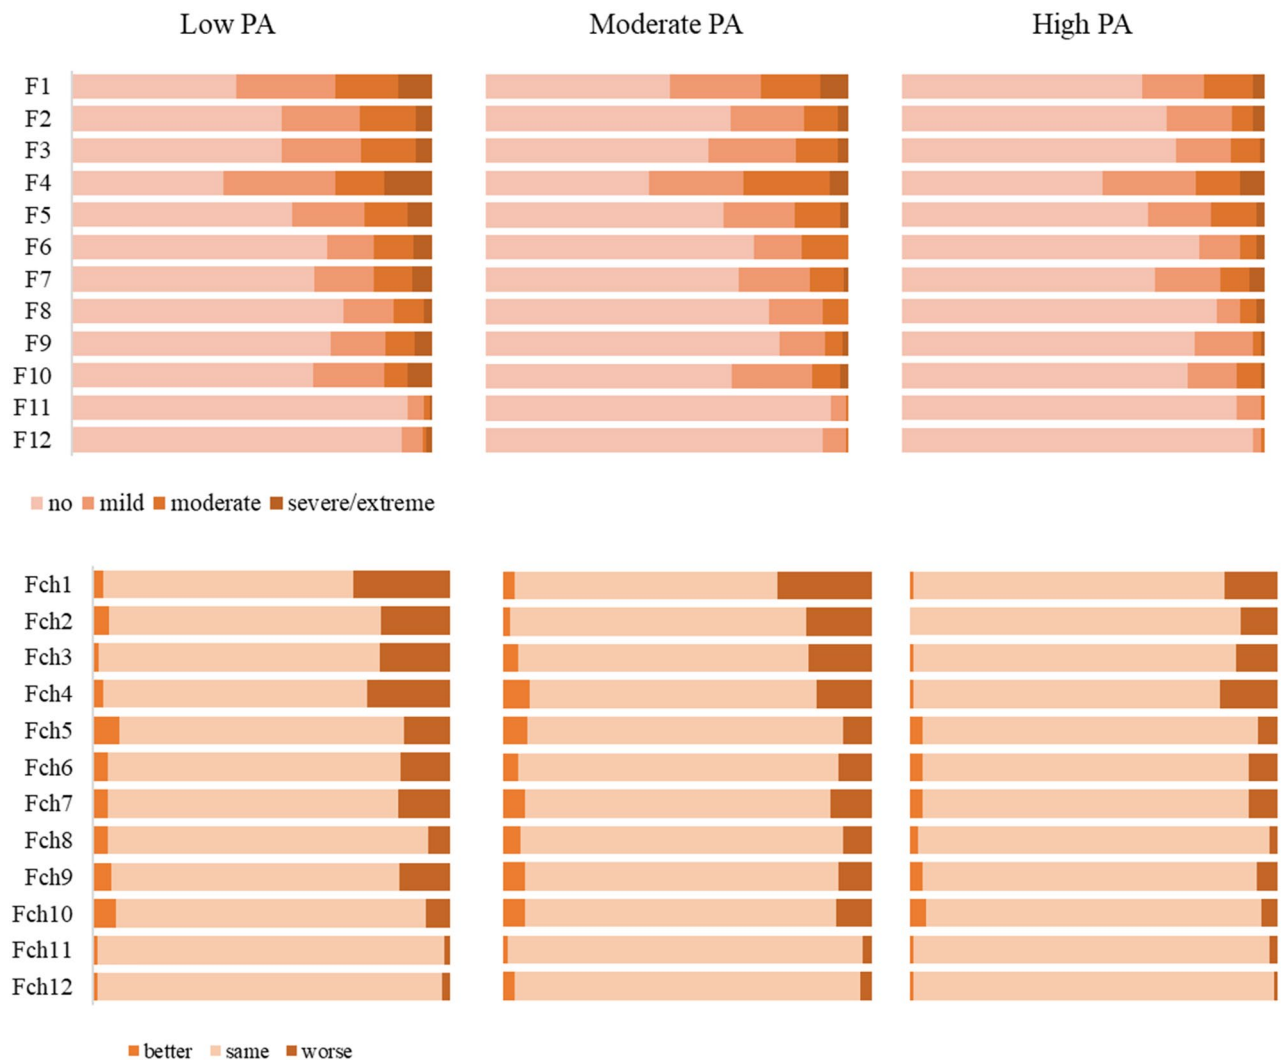 Low PA Moderate PA High PA
F1
F2
F3
F4
F5
F6
F7
F8
F9
F10
F11
F12
no mild moderate severe/extreme
Fch1
Fch2
Fch3
Fch4
Fch5
Fch6
Fch7
Fch8
Fch9
Fch10
Fch11
Fch12
better same worse